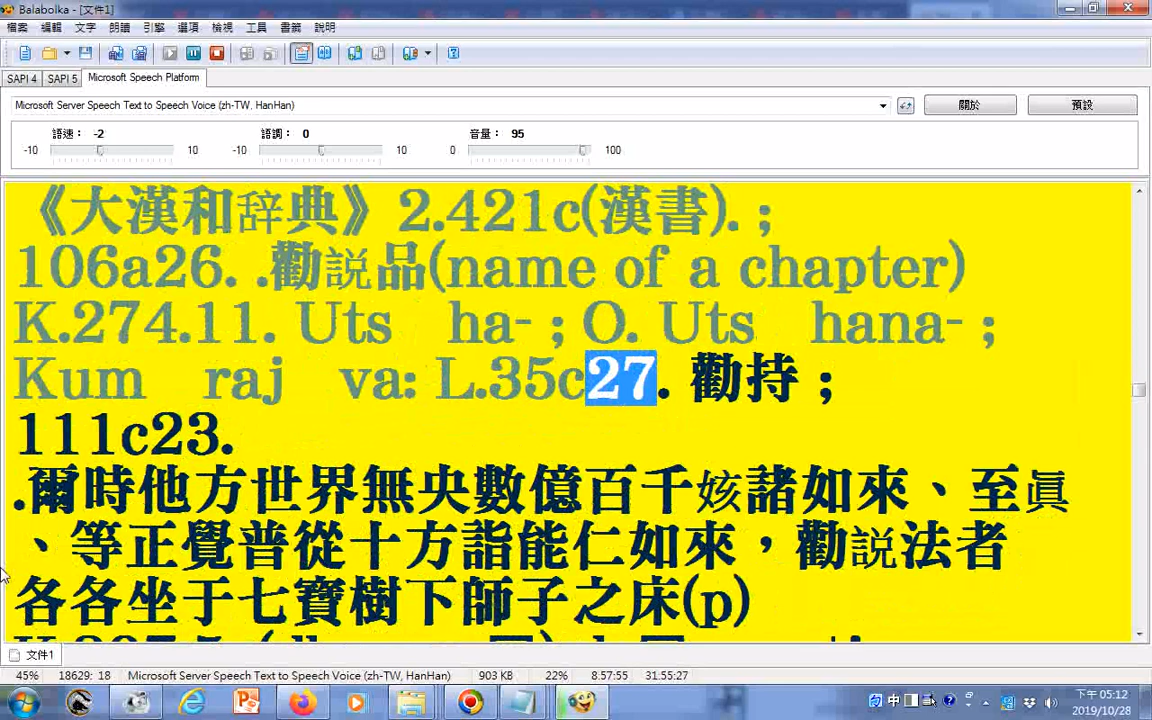 Balabolka - [文件1]
檔案 編輯 文字 朗讀 引擎 選項 檢視 工具 書籤 說明
SAPI 4 SAPI 5 Microsoft Speech Platform
Microsoft Server Speech Text to Speech Voice (zh-TW, HanHan) 關於 預設
語速: -2 語調: 0 音量: 95
-10 10 -10 10 0 100
《大漢和辞典》2.421c(漢書). ;
106a26. .勸説品(name of a chapter)
K.274.11. Uts ha- ; O. Uts hana- ;
Kum raj va: L.35c27. 勸持 ;
111c23.
.爾時他方世界無央數億百千姟諸如來、至眞
、等正覺普從十方詣能仁如來，勸説法者
各各坐于七寶樹下師子之床(p)
文件1
45% 18629: 18 Microsoft Server Speech Text to Speech Voice (zh-TW, HanHan) 903 KB 22% 8:57:55 31:55:27
中 下午 05:12
2019/10/28